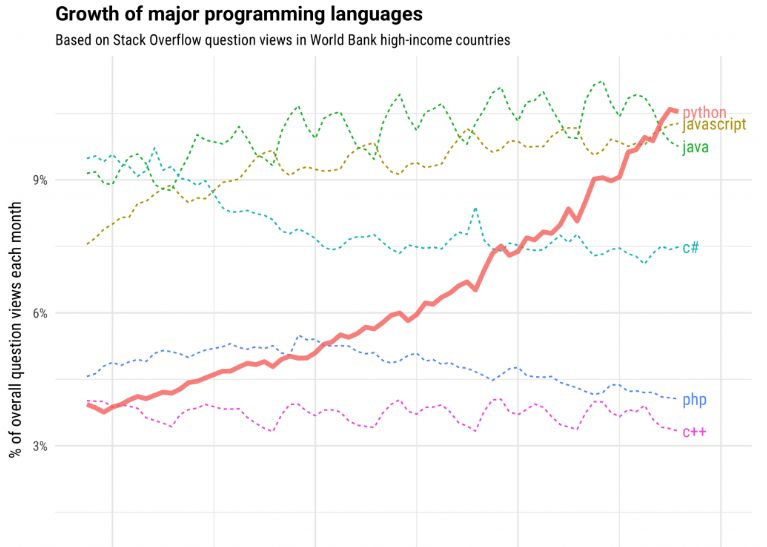 Growth of major programming languages
Based on Stack Overflow question views in World Bank high-income countries
% of overall question views each month
9%
6%
3%
python
javascript
java
c#
php
c++